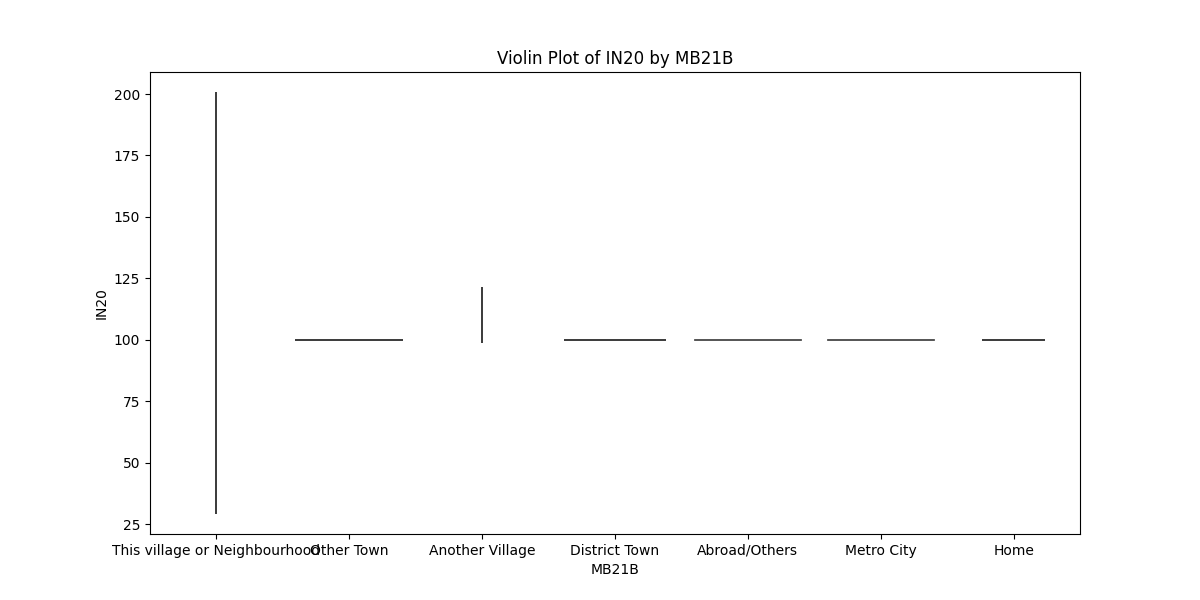 Violin Plot of IN20 by MB21B
200
175
150
125
100
75
50
25
IN20
This village or Neighbourhood Other Town Another Village District Town Abroad/Others Metro City Home
MB21B